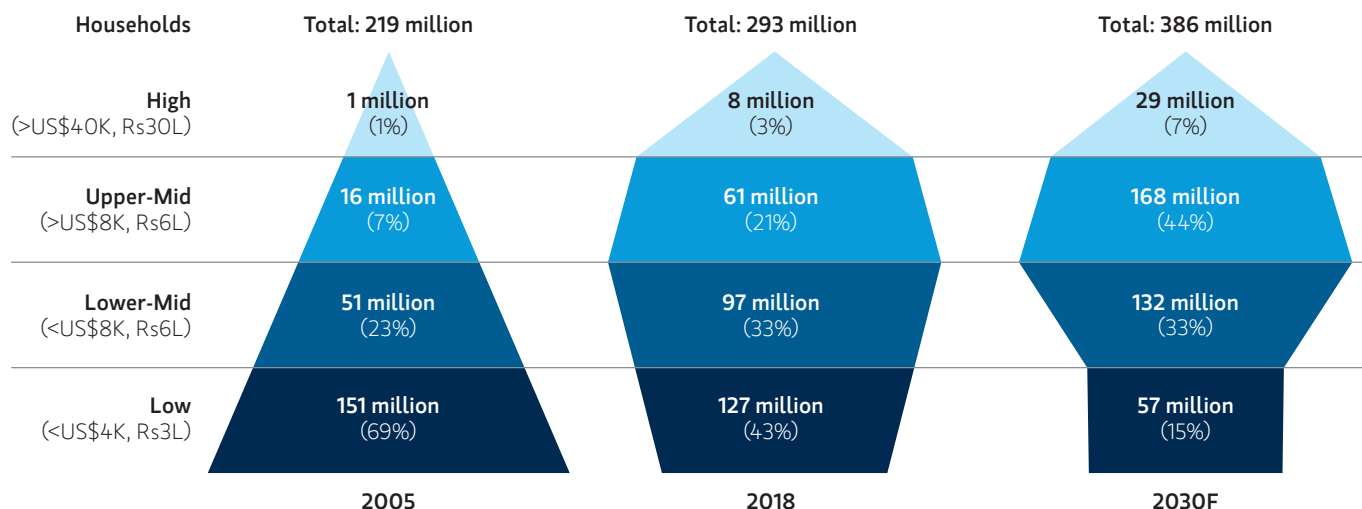 Households
Total: 219 million
Total: 293 million
Total: 386 million
High
(>US$40K, Rs30L)
1 million
(1%)
8 million
(3%)
29 million
(7%)
Upper-Mid
(>US$8K, Rs6L)
16 million
(7%)
61 million
(21%)
168 million
(44%)
Lower-Mid
(<US$8K, Rs6L)
51 million
(23%)
97 million
(33%)
132 million
(33%)
Low
(<US$4K, Rs3L)
151 million
(69%)
127 million
(43%)
57 million
(15%)
2005
2018
2030F